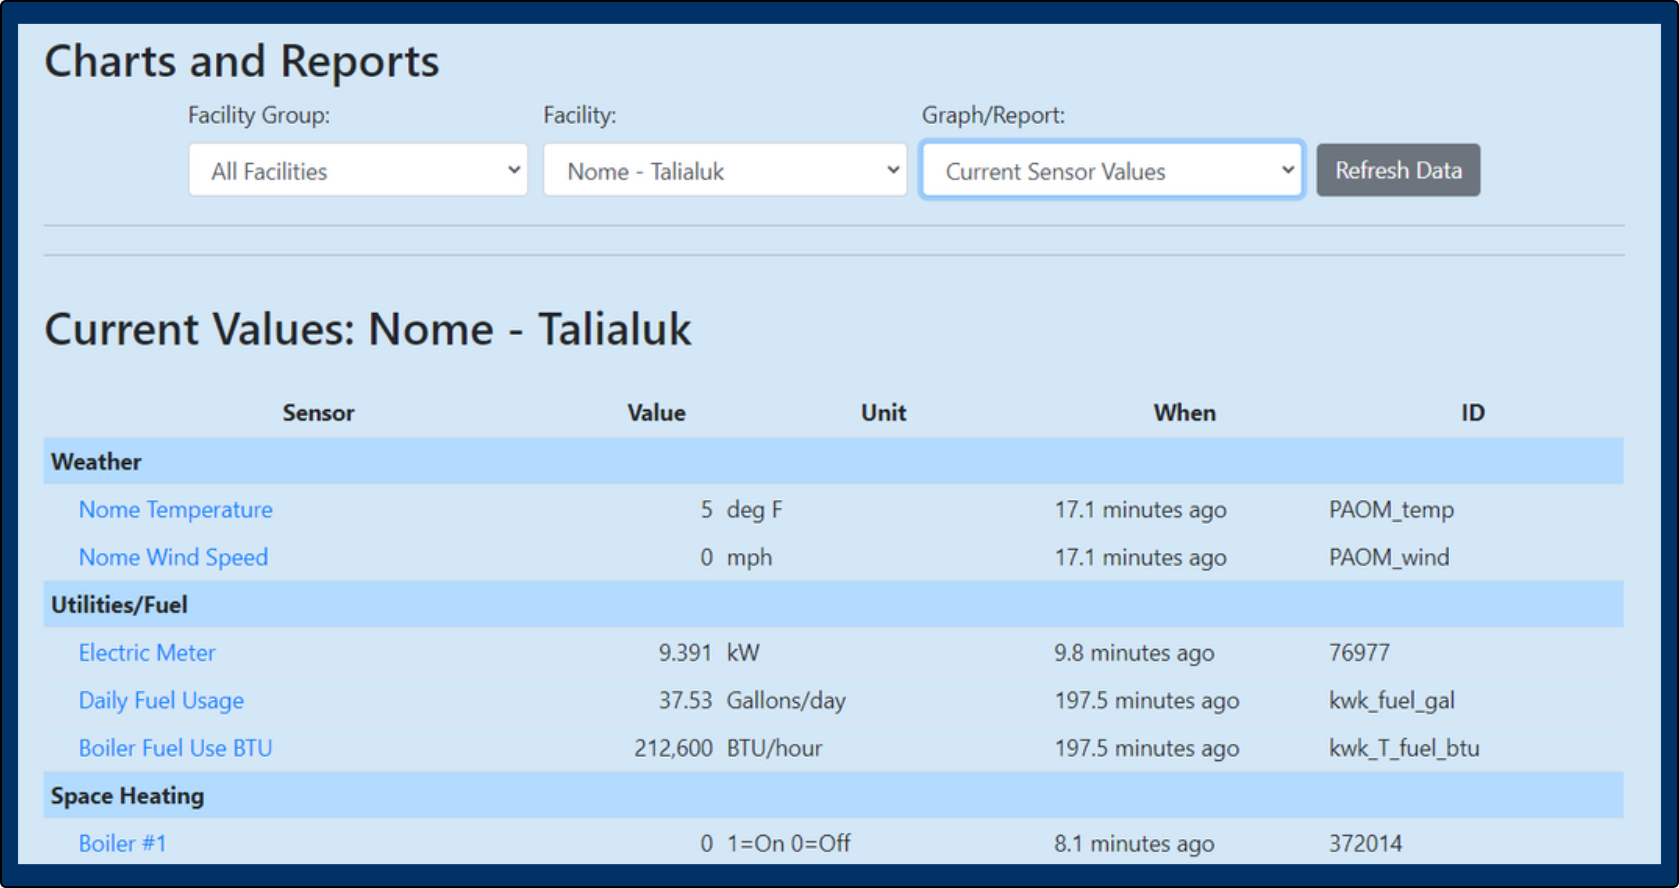 Charts and Reports
Facility Group: Facility: Graph/Report:
All Facilities Nome - Talialuk Current Sensor Values Refresh Data
Current Values: Nome - Talialuk
Sensor Value Unit When ID
Weather
Nome Temperature 5 deg F 17.1 minutes ago PAOM_temp
Nome Wind Speed 0 mph 17.1 minutes ago PAOM_wind
Utilities/Fuel
Electric Meter 9.391 kW 9.8 minutes ago 76977
Daily Fuel Usage 37.53 Gallons/day 197.5 minutes ago kwk_fuel_gal
Boiler Fuel Use BTU 212,600 BTU/hour 197.5 minutes ago kwk_T_fuel_btu
Space Heating
Boiler #1 0 1=On 0=Off 8.1 minutes ago 372014